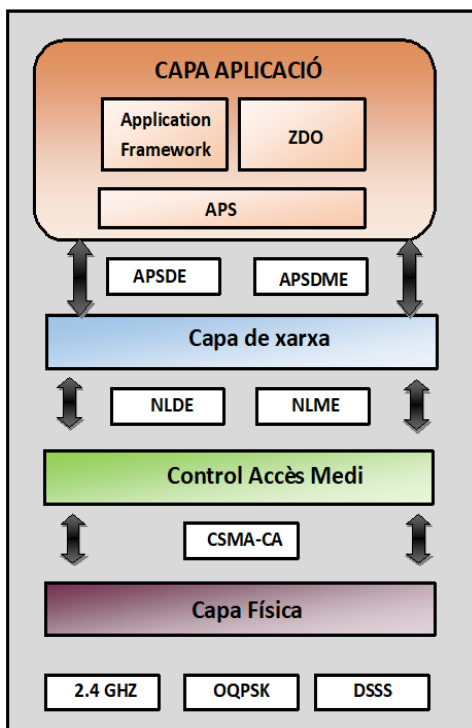 CAPA APLICACIÓ
Application
Framework
ZDO
APS
APSDE
APSDME
Capa de xarxa
NLDE
NLME
Control Accès Medi
CSMA-CA
Capa Física
2.4 GHZ
OQPSK
DSSS